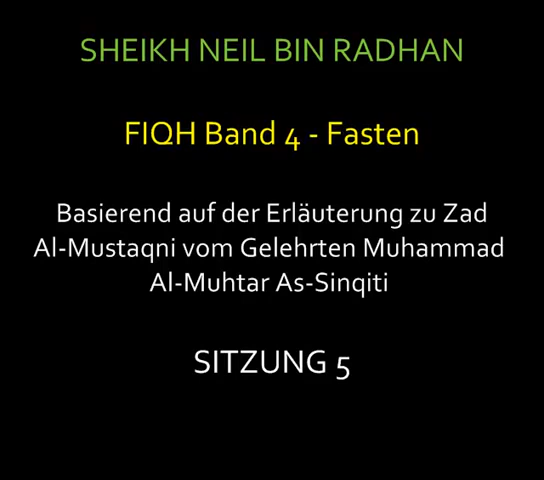 SHEIKH NEIL BIN RADHAN
FIQH Band 4 - Fasten
Basierend auf der Erläuterung zu Zad
Al-Mustaqni vom Gelehrten Muhammad
Al-Muhtar As-Sinqiti
SITZUNG 5